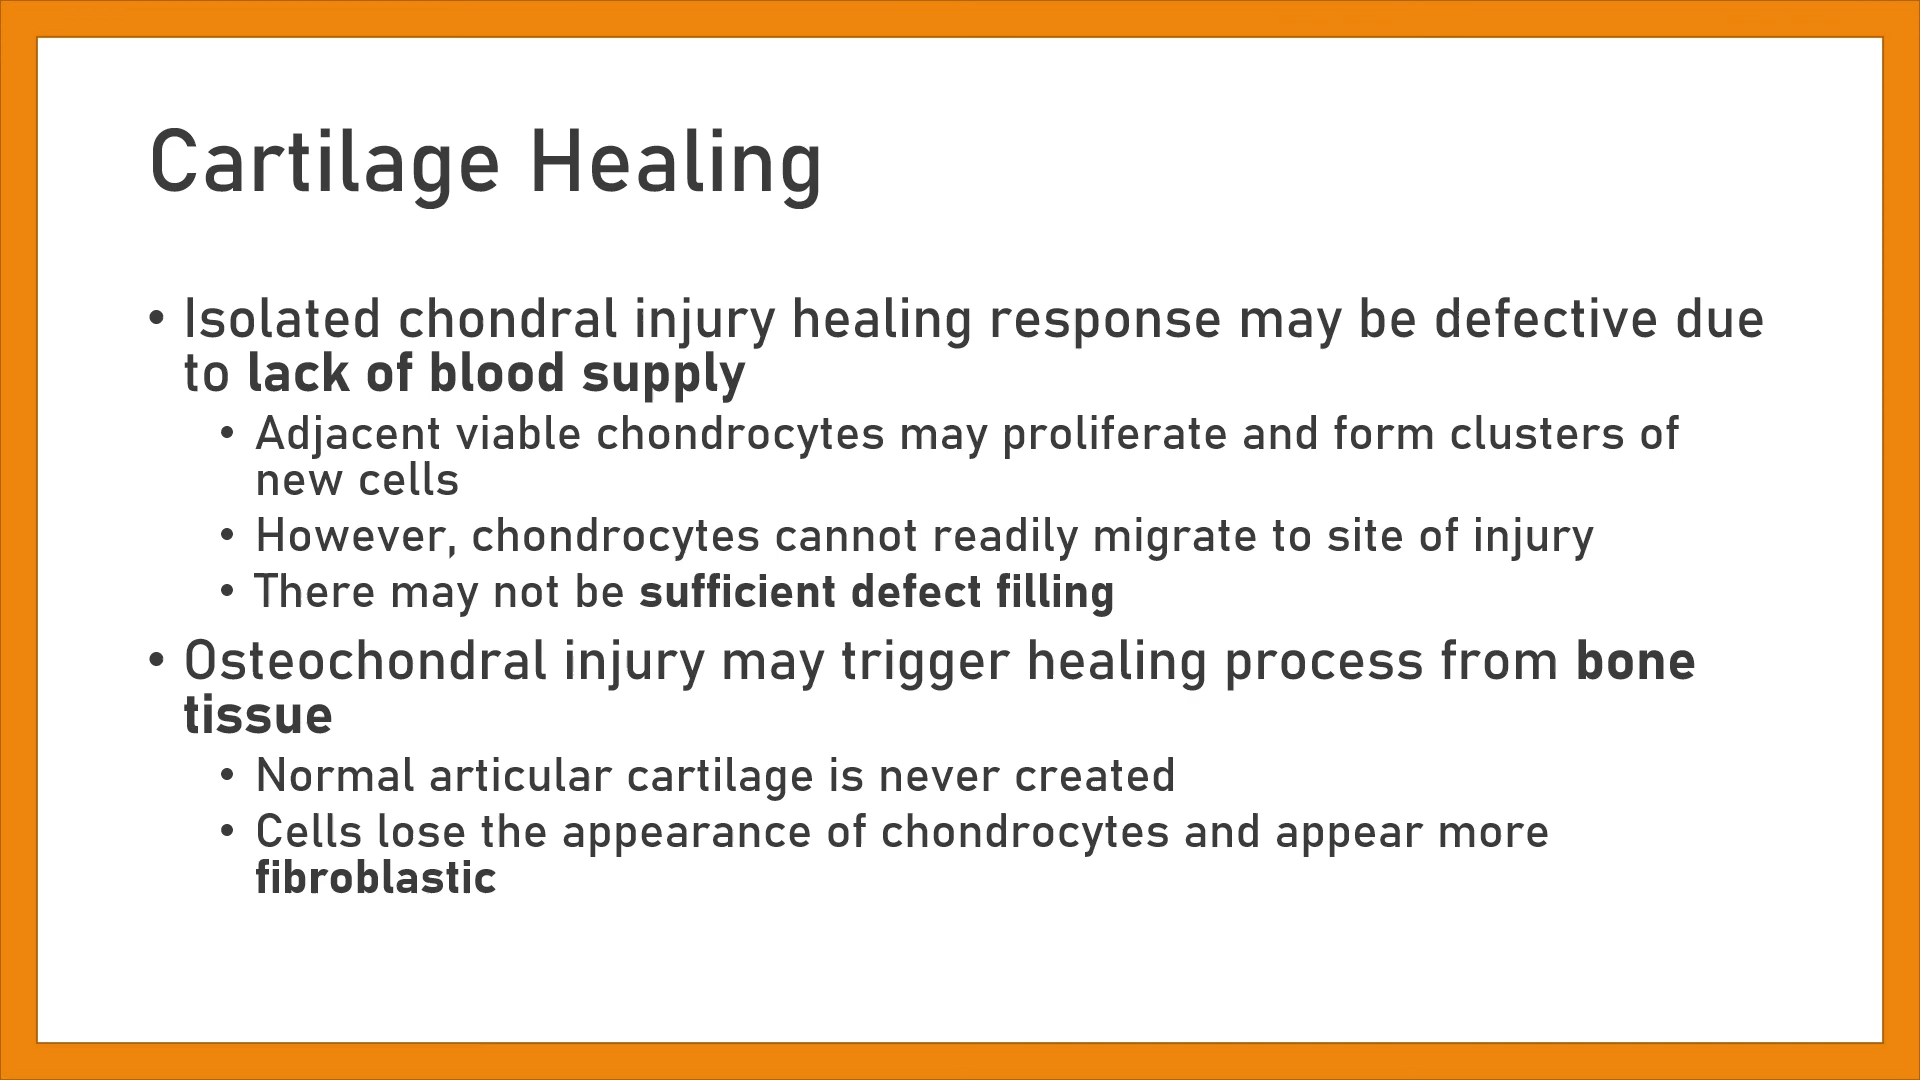 Cartilage Healing
• Isolated chondral injury healing response may be defective due
to lack of blood supply
• Adjacent viable chondrocytes may proliferate and form clusters of
new cells
• However, chondrocytes cannot readily migrate to site of injury
• There may not be sufficient defect filling
• Osteochondral injury may trigger healing process from bone
tissue
• Normal articular cartilage is never created
• Cells lose the appearance of chondrocytes and appear more
fibroblastic